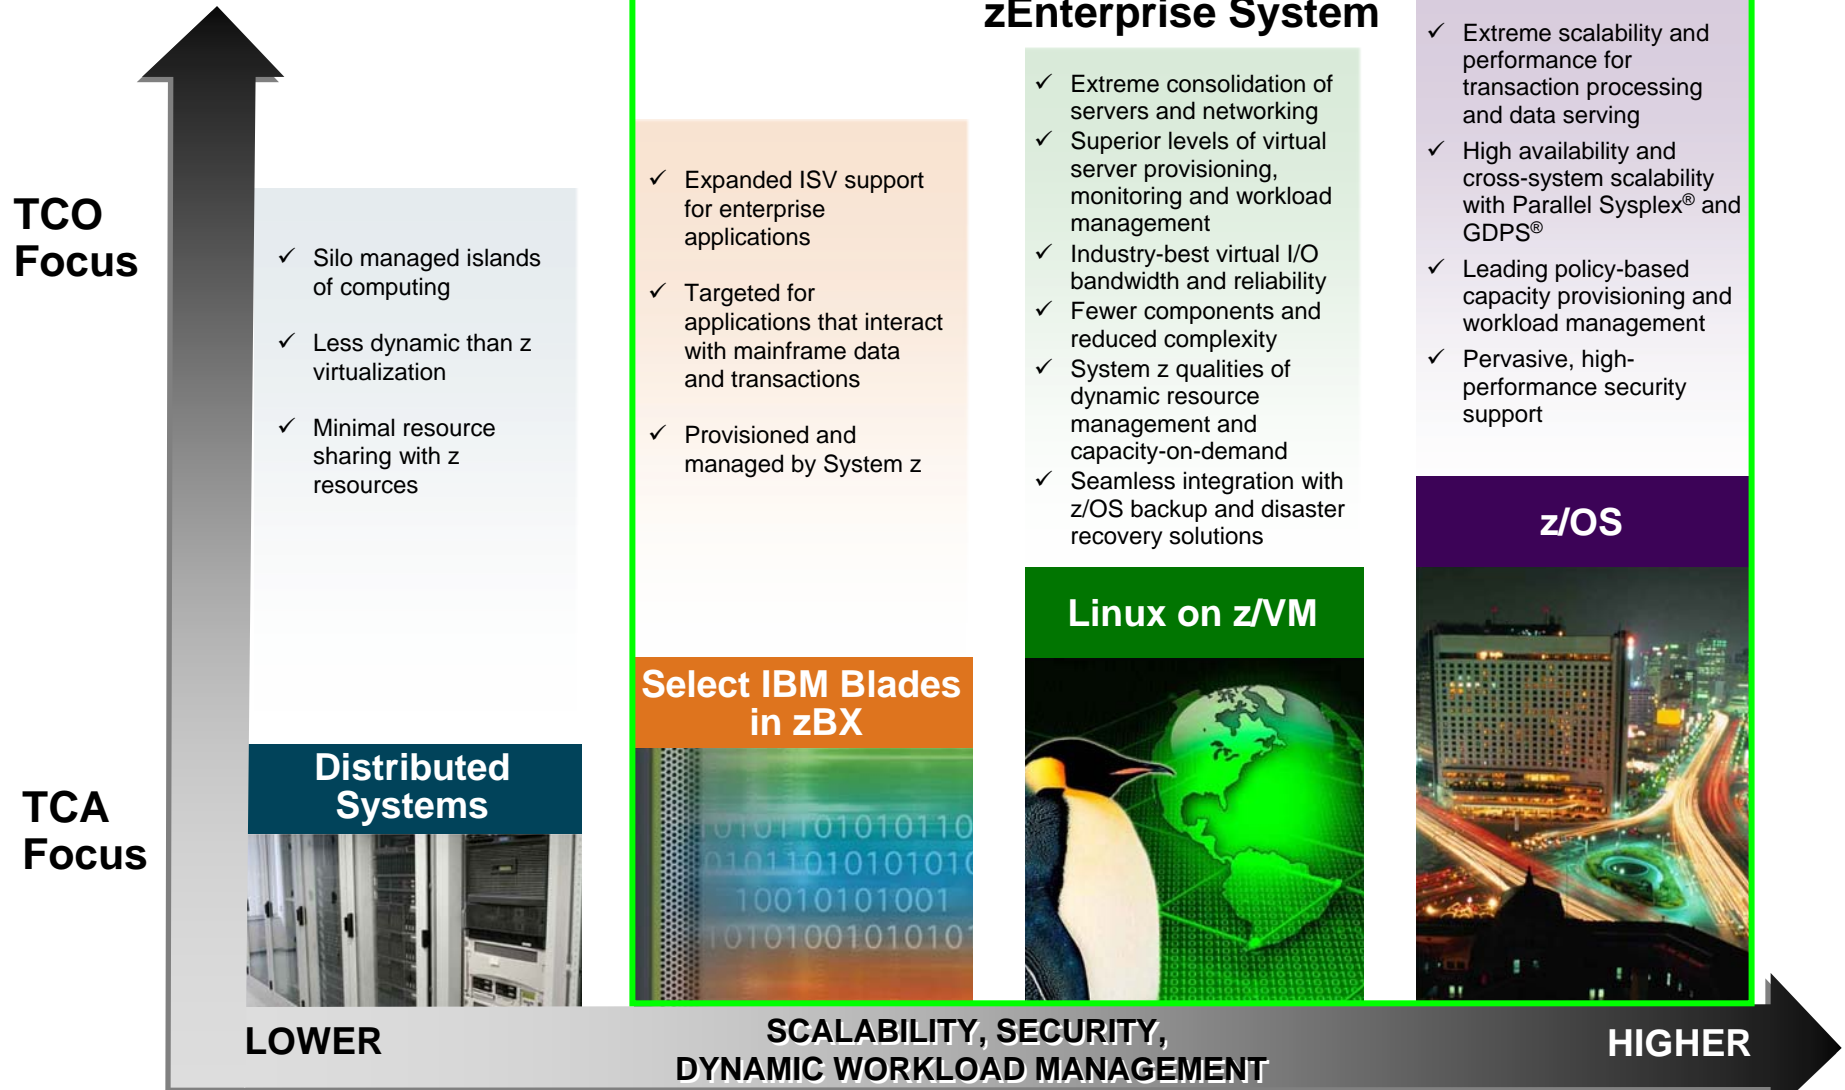 zEnterprise System
TCO
Focus
TCA
Focus
✓ Silo managed islands
of computing
✓ Less dynamic than z
virtualization
✓ Minimal resource
sharing with z
resources
Distributed
Systems
✓ Expanded ISV support
for enterprise
applications
✓ Targeted for
applications that interact
with mainframe data
and transactions
✓ Provisioned and
managed by System z
Select IBM Blades
in zBX
10101101010110
0101101010101010
10010101001
10101001010101
✓ Extreme consolidation of
servers and networking
✓ Superior levels of virtual
server provisioning,
monitoring and workload
management
✓ Industry-best virtual I/O
bandwidth and reliability
✓ Fewer components and
reduced complexity
✓ System z qualities of
dynamic resource
management and
capacity-on-demand
✓ Seamless integration with
z/OS backup and disaster
recovery solutions
Linux on z/VM
✓ Extreme scalability and
performance for
transaction processing
and data serving
✓ High availability and
cross-system scalability
with Parallel Sysplex® and
GDPS®
✓ Leading policy-based
capacity provisioning and
workload management
✓ Pervasive, high-
performance security
support
z/OS
LOWER
SCALABILITY, SECURITY,
DYNAMIC WORKLOAD MANAGEMENT
HIGHER